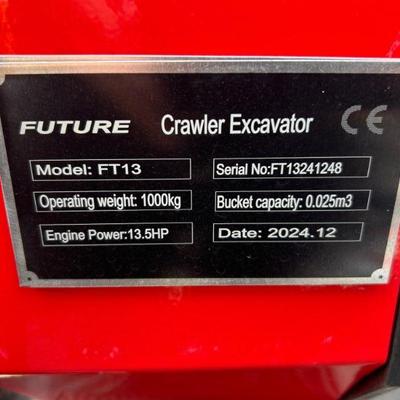 FUTURE Crawler Excavator CE
Model: FT13 Serial No:FT13241248
Operating weight: 1000kg Bucket capacity: 0.025m3
Engine Power:13.5HP Date: 2024.12